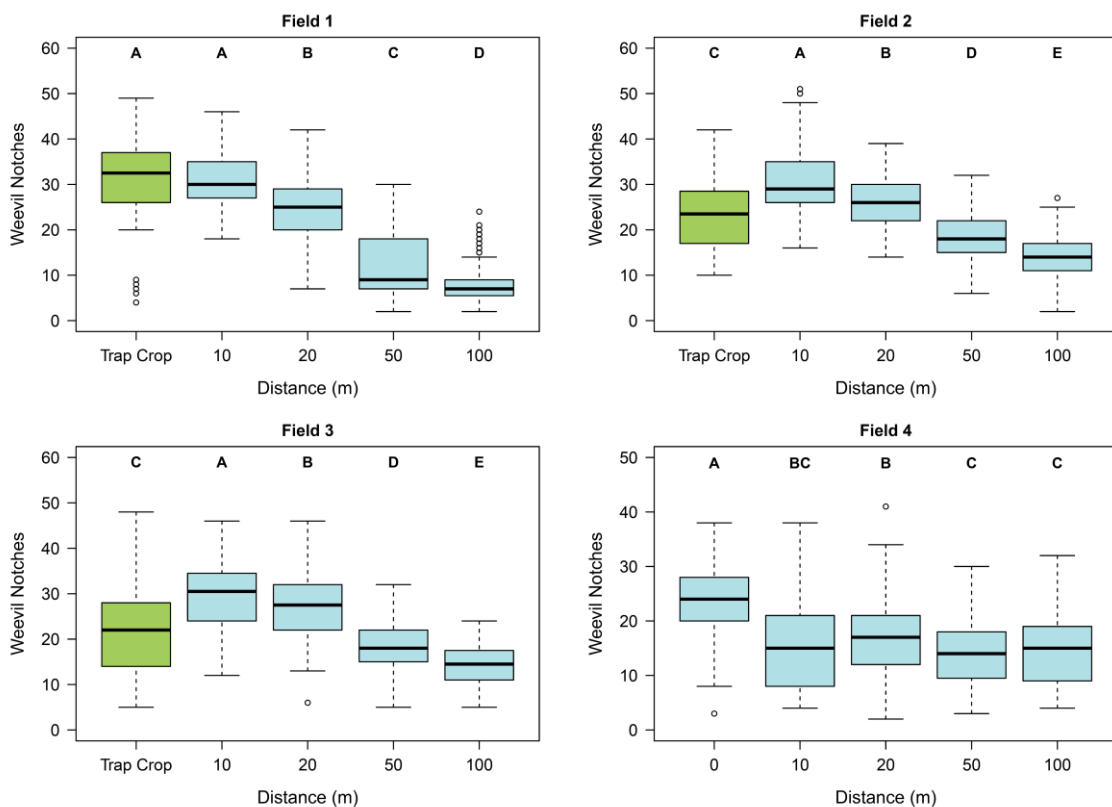 Field 1
60
50
40
30
20
10
0
Weevil Notches
A A B C D
Trap Crop 10 20 50 100
Distance (m)
Field 2
60
50
40
30
20
10
0
Weevil Notches
C A B D E
Trap Crop 10 20 50 100
Distance (m)
Field 3
60
50
40
30
20
10
0
Weevil Notches
C A B D E
Trap Crop 10 20 50 100
Distance (m)
Field 4
50
40
30
20
10
0
Weevil Notches
A BC B C C
0 10 20 50 100
Distance (m)